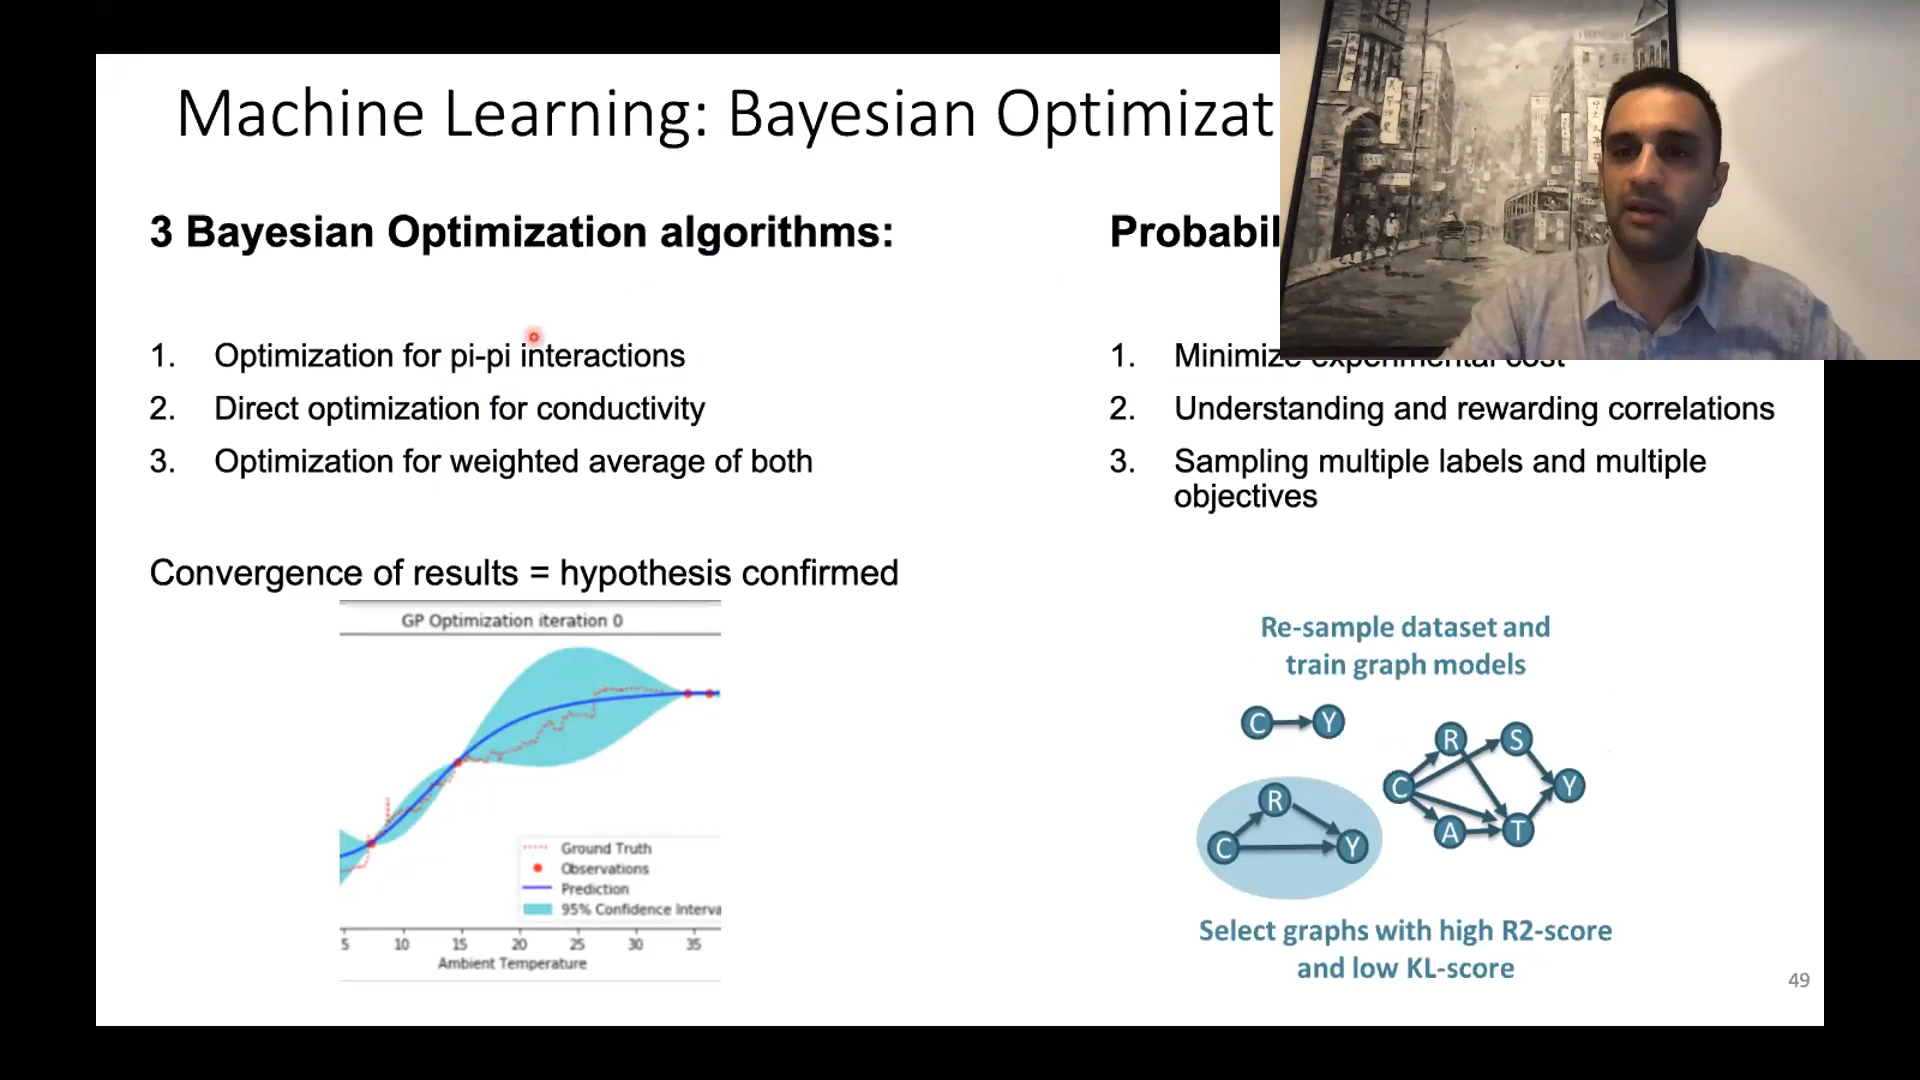 Machine Learning: Bayesian Optimizat
3 Bayesian Optimization algorithms:
1. Optimization for pi-pi interactions
2. Direct optimization for conductivity
3. Optimization for weighted average of both
Convergence of results = hypothesis confirmed
GP Optimization iteration 0
Ground Truth
Observations
Prediction
95% Confidence Interva
5 10 15 20 25 30 35
Ambient Temperature
Probabil
1. Minimize experimental cost
2. Understanding and rewarding correlations
3. Sampling multiple labels and multiple
objectives
Re-sample dataset and
train graph models
C Y
R S
C Y
A T
R
C Y
Select graphs with high R2-score
and low KL-score
49